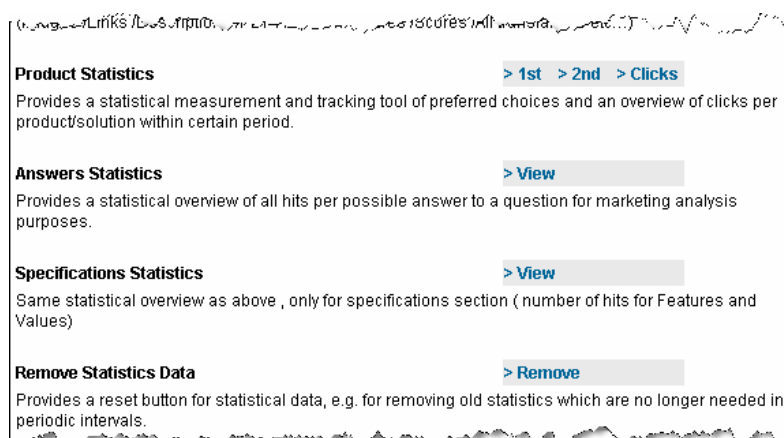 Product Statistics > 1st > 2nd > Clicks
Provides a statistical measurement and tracking tool of preferred choices and an overview of clicks per
product/solution within certain period.
Answers Statistics > View
Provides a statistical overview of all hits per possible answer to a question for marketing analysis
purposes.
Specifications Statistics > View
Same statistical overview as above , only for specifications section ( number of hits for Features and
Values)
Remove Statistics Data > Remove
Provides a reset button for statistical data, e.g. for removing old statistics which are no longer needed in
periodic intervals.